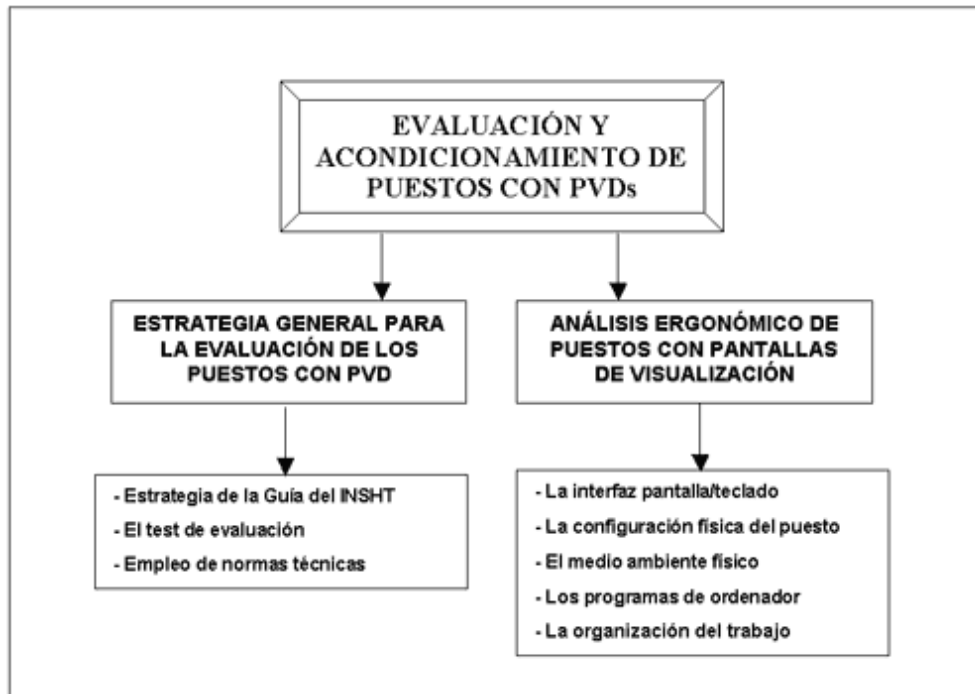 EVALUACIÓN Y
ACONDICIONAMIENTO DE
PUESTOS CON PVDs
ESTRATEGIA GENERAL PARA
LA EVALUACIÓN DE LOS
PUESTOS CON PVD
ANÁLISIS ERGONÓMICO DE
PUESTOS CON PANTALLAS
DE VISUALIZACIÓN
- Estrategia de la Guía del INSHT
- El test de evaluación
- Empleo de normas técnicas
- La interfaz pantalla/teclado
- La configuración física del puesto
- El medio ambiente físico
- Los programas de ordenador
- La organización del trabajo